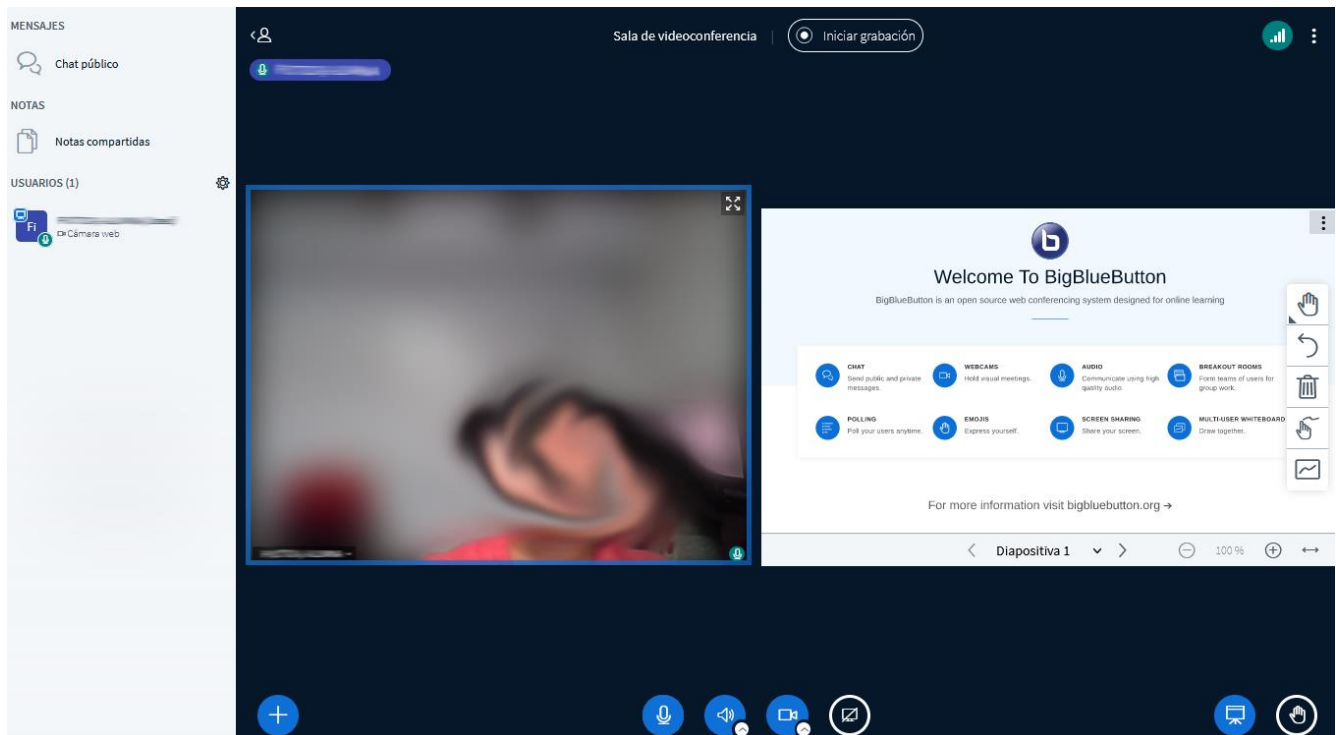 MENSAJES
Chat público
NOTAS
Notas compartidas
USUARIOS (1)
Fi
Cámara web
Sala de videoconferencia | Iniciar grabación
Welcome To BigBlueButton
BigBlueButton is an open source web conferencing system designed for online learning
CHAT
Send public and private
messages.
WEBCAMS
Hold visual meetings.
AUDIO
Communicate using high
quality audio.
BREAKOUT ROOMS
Form teams of users for
group work.
POLLING
Poll your users anytime.
EMOJIS
Express yourself.
SCREEN SHARING
Share your screen.
MULTI-USER WHITEBOARD
Draw together.
For more information visit bigbluebutton.org →
Diapositiva 1
100 %